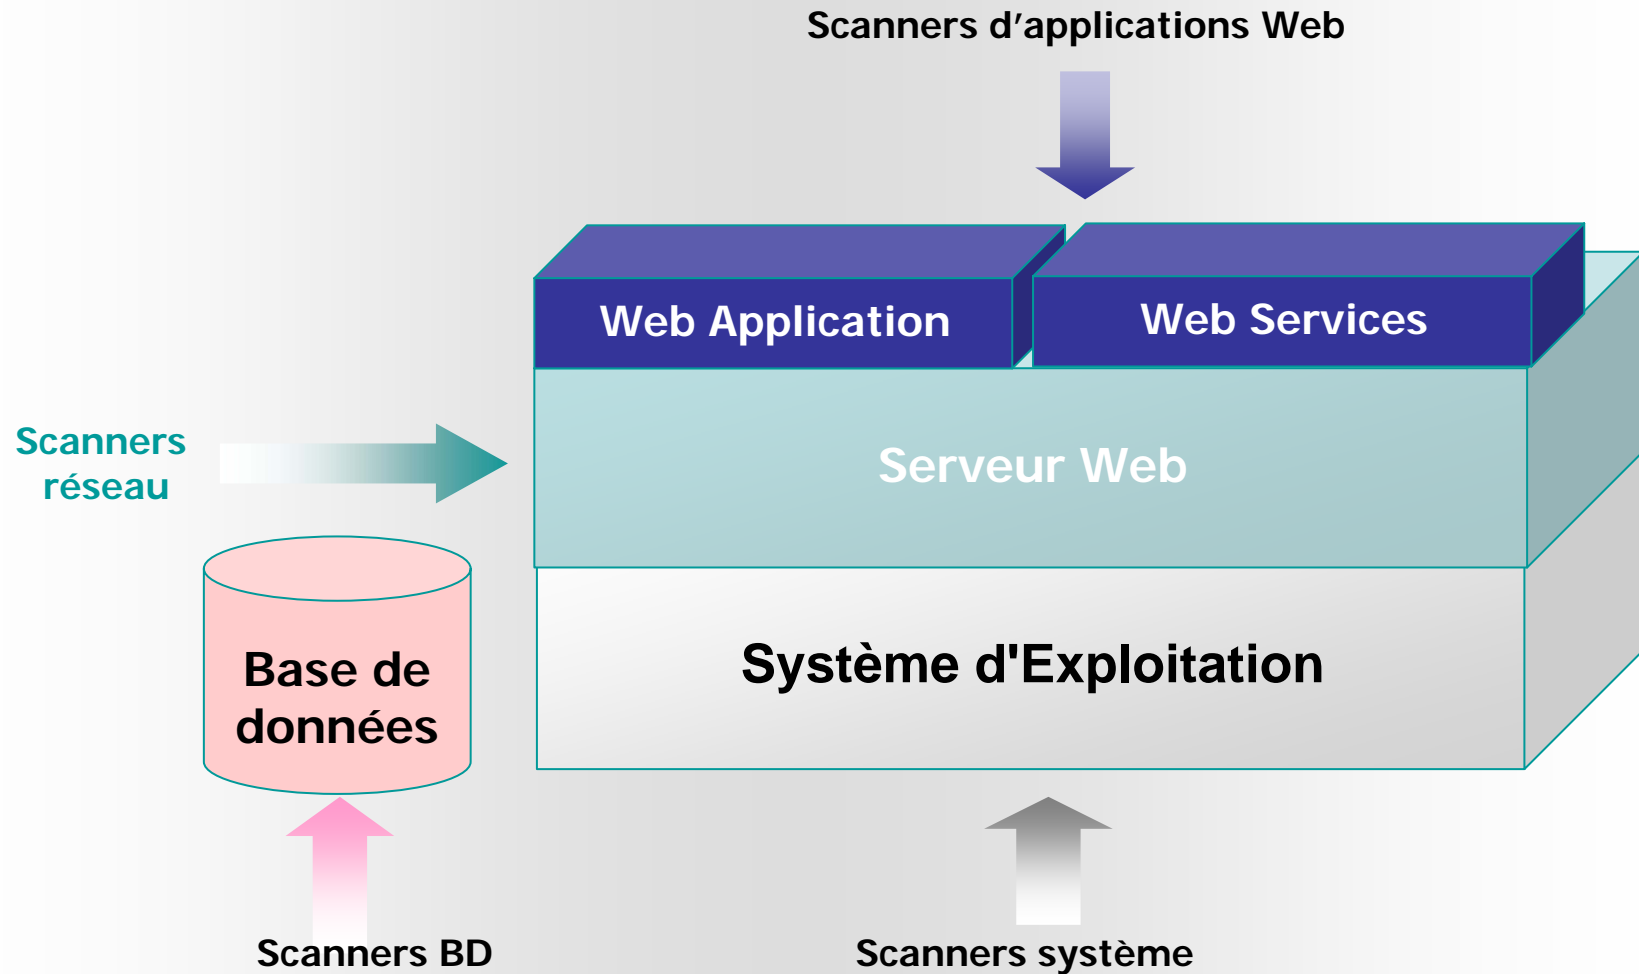 Scanners d’applications Web
Web Application
Web Services
Scanners
réseau
Serveur Web
Base de
données
Système d'Exploitation
Scanners BD
Scanners système